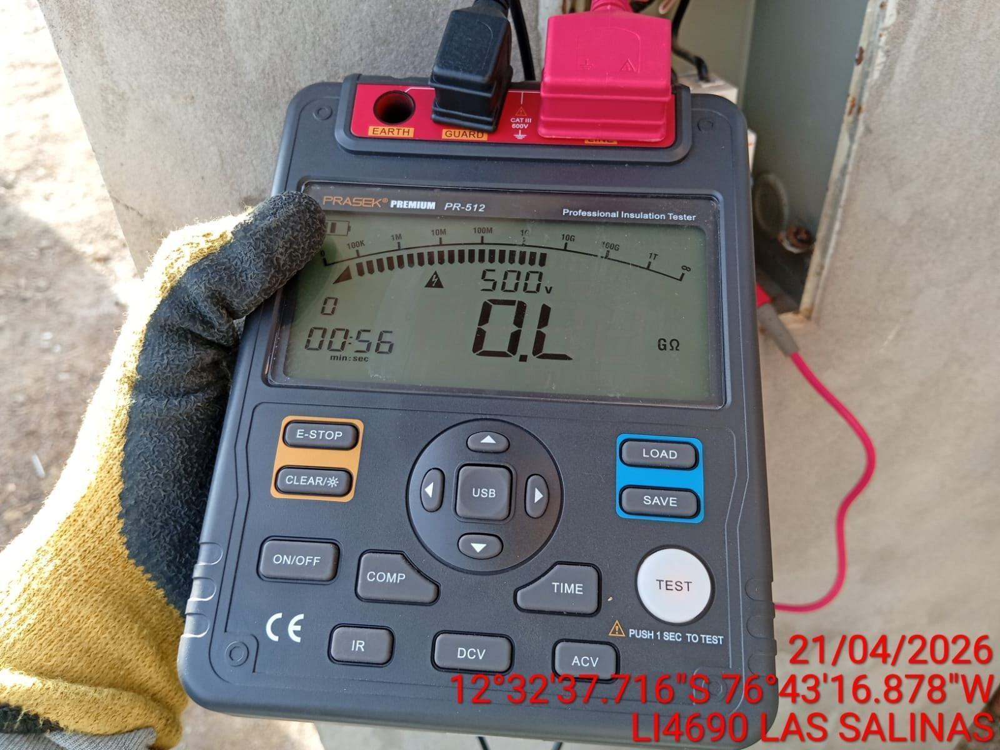 CAT III
600V
EARTH
GUARD
LINE
PRASEK® PREMIUM PR-512
Professional Insulation Tester
0 100K 1M 10M 100M 1G 10G 100G 1T ∞
500v
0
0.L
00:56
GΩ
min:sec
E-STOP
LOAD
CLEAR/☼
USB
SAVE
ON/OFF
COMP
TIME
TEST
CE
PUSH 1 SEC TO TEST
IR
DCV
ACV
21/04/2026
12°32'37.716"S 76°43'16.878"W
LI4690 LAS SALINAS